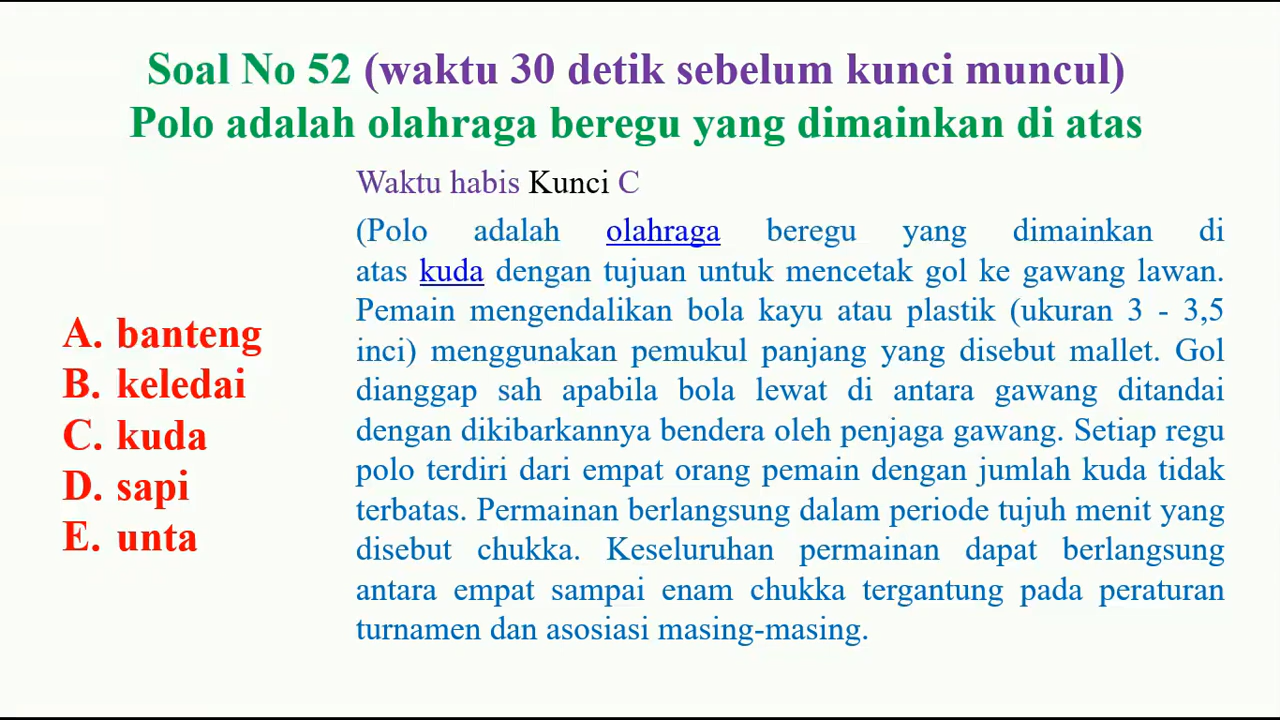 Soal No 52 (waktu 30 detik sebelum kunci muncul)
Polo adalah olahraga beregu yang dimainkan di atas
A. banteng
B. keledai
C. kuda
D. sapi
E. unta
Waktu habis Kunci C
(Polo adalah olahraga beregu yang dimainkan di
atas kuda dengan tujuan untuk mencetak gol ke gawang lawan.
Pemain mengendalikan bola kayu atau plastik (ukuran 3 - 3,5
inci) menggunakan pemukul panjang yang disebut mallet. Gol
dianggap sah apabila bola lewat di antara gawang ditandai
dengan dikibarkannya bendera oleh penjaga gawang. Setiap regu
polo terdiri dari empat orang pemain dengan jumlah kuda tidak
terbatas. Permainan berlangsung dalam periode tujuh menit yang
disebut chukka. Keseluruhan permainan dapat berlangsung
antara empat sampai enam chukka tergantung pada peraturan
turnamen dan asosiasi masing-masing.